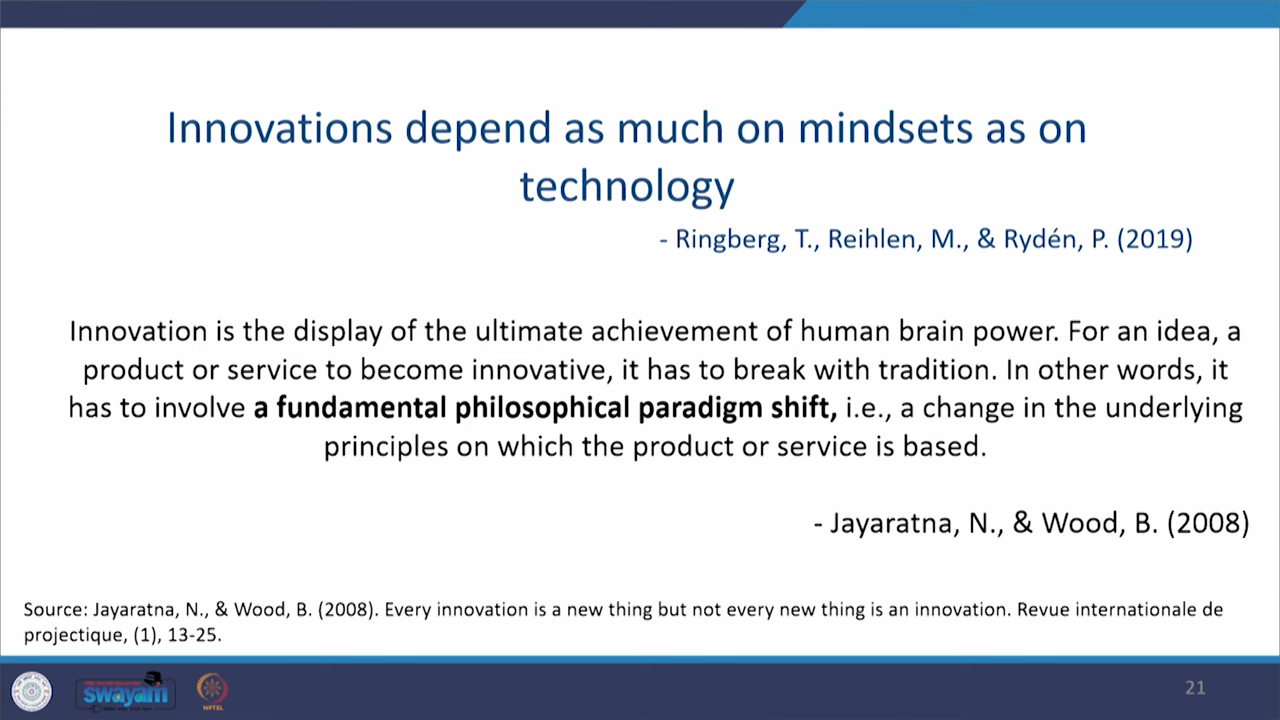 Innovations depend as much on mindsets as on
technology
- Ringberg, T., Reihlen, M., & Rydén, P. (2019)
Innovation is the display of the ultimate achievement of human brain power. For an idea, a
product or service to become innovative, it has to break with tradition. In other words, it
has to involve a fundamental philosophical paradigm shift, i.e., a change in the underlying
principles on which the product or service is based.
- Jayaratna, N., & Wood, B. (2008)
Source: Jayaratna, N., & Wood, B. (2008). Every innovation is a new thing but not every new thing is an innovation. Revue internationale de
projectique, (1), 13-25.
swayam
NPTEL
21